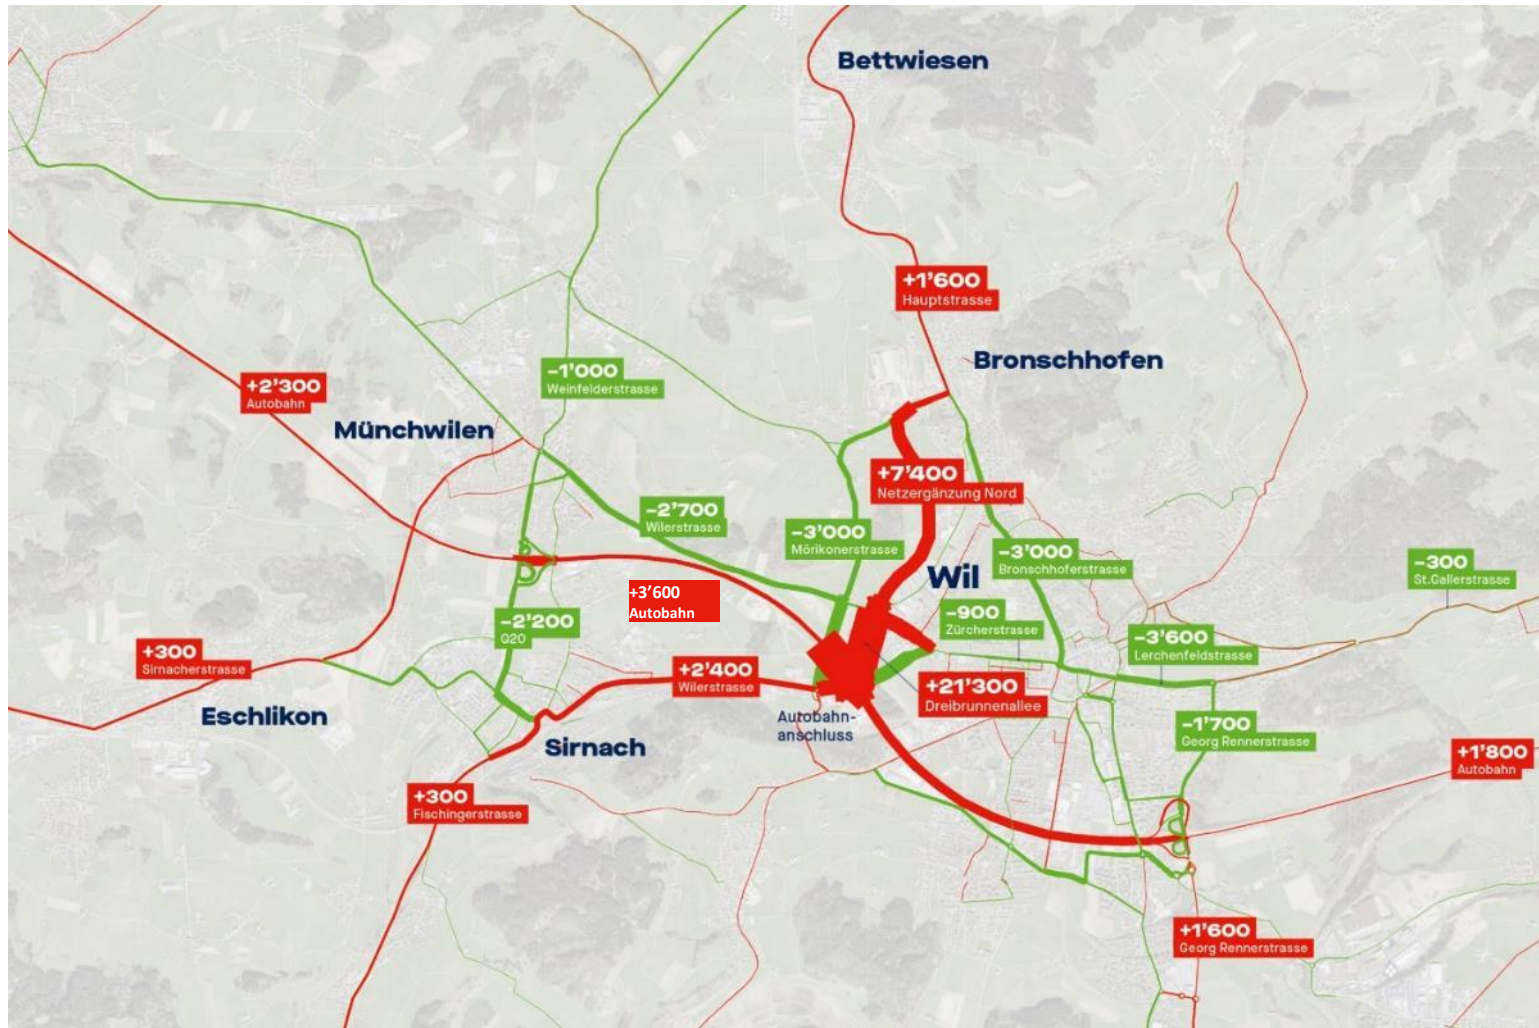 Bettwiesen
+1'600
Hauptstrasse
Bronschhofen
-1'000
Weinfelderstrasse
+2'300
Autobahn
Münchwilen
+7'400
Netzergänzung Nord
-2'700
Wilerstrasse
-3'000
Mörikonerstrasse
-3'000
Bronschhoferstrasse
-300
St.Gallerstrasse
Wil
+3'600
Autobahn
-2'200
Q20
-900
Zürcherstrasse
-3'600
Lerchenfeldstrasse
+300
Sirnacherstrasse
+2'400
Wilerstrasse
+21'300
Dreibrunnenallee
Eschlikon
Autobahn-
anschluss
-1'700
Georg Rennerstrasse
Sirnach
+1'800
Autobahn
+300
Fischingerstrasse
+1'600
Georg Rennerstrasse